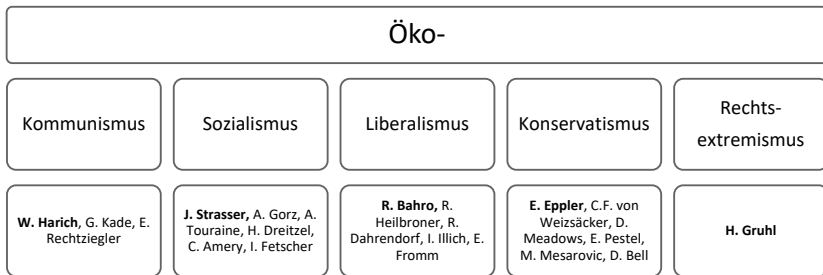 Öko-
Kommunismus
Sozialismus
Liberalismus
Konservatismus
Rechts-
extremismus
W. Harich, G. Kade, E.
Rechtziegler
J. Strasser, A. Gorz, A.
Touraine, H. Dreitzel,
C. Amery, I. Fetscher
R. Bahro, R.
Heilbroner, R.
Dahrendorf, I. Illich, E.
Fromm
E. Eppler, C.F. von
Weizsäcker, D.
Meadows, E. Pestel,
M. Mesarovic, D. Bell
H. Gruhl